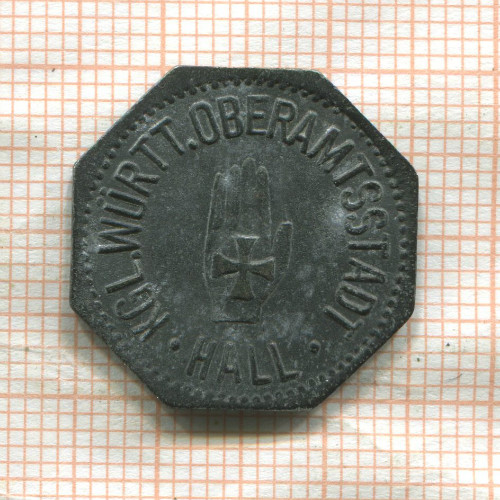 · KGL. WÜRTT. OBERAMTSSTADT ·
HALL